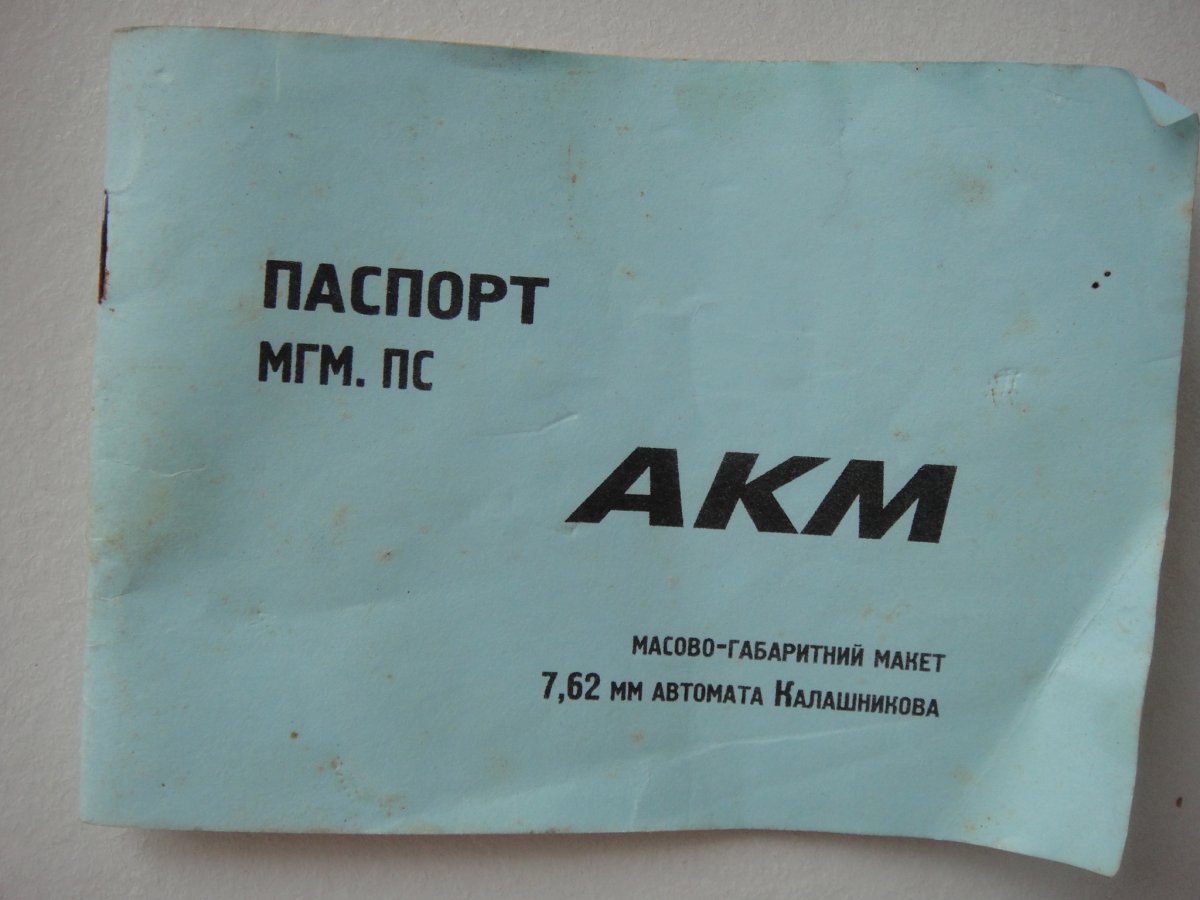 ПАСПОРТ
МГМ. ПС
АКМ
МАСОВО-ГАБАРИТНИЙ МАКЕТ
7,62 ММ АВТОМАТА КАЛАШНИКОВА